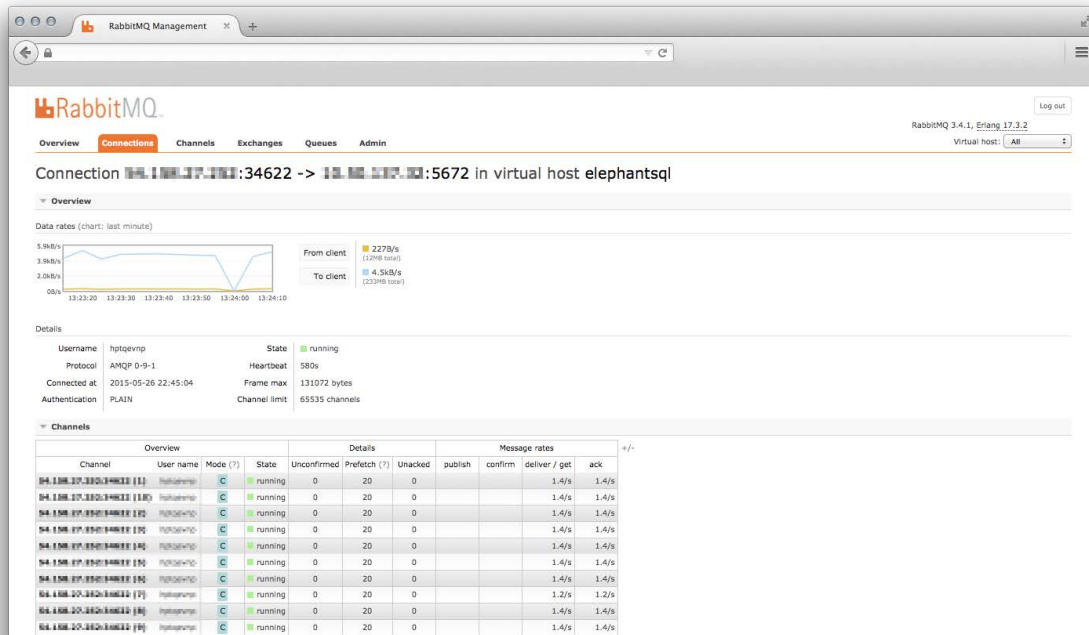 RabbitMQ Management
RabbitMQ
Log out
RabbitMQ 3.4.1, Erlang 17.3.2
Virtual host: All
Overview Connections Channels Exchanges Queues Admin
Connection :34622 -> :5672 in virtual host elephantsql
Overview
Data rates (chart: last minute)
5.9kB/s
3.9kB/s
2.0kB/s
0B/s
13:23:20 13:23:30 13:23:40 13:23:50 13:24:00 13:24:10
From client 227B/s
(12MB total)
To client 4.5kB/s
(233MB total)
Details
Username hptqevnp State running
Protocol AMQP 0-9-1 Heartbeat 580s
Connected at 2015-05-26 22:45:04 Frame max 131072 bytes
Authentication PLAIN Channel limit 65535 channels
Channels
Overview Details Message rates +/-
Channel User name Mode (?) State Unconfirmed Prefetch (?) Unacked publish confirm deliver / get ack
C running 0 20 0 1.4/s 1.4/s
C running 0 20 0 1.4/s 1.4/s
C running 0 20 0 1.4/s 1.4/s
C running 0 20 0 1.4/s 1.4/s
C running 0 20 0 1.4/s 1.4/s
C running 0 20 0 1.4/s 1.4/s
C running 0 20 0 1.4/s 1.4/s
C running 0 20 0 1.2/s 1.2/s
C running 0 20 0 1.4/s 1.4/s
C running 0 20 0 1.4/s 1.4/s